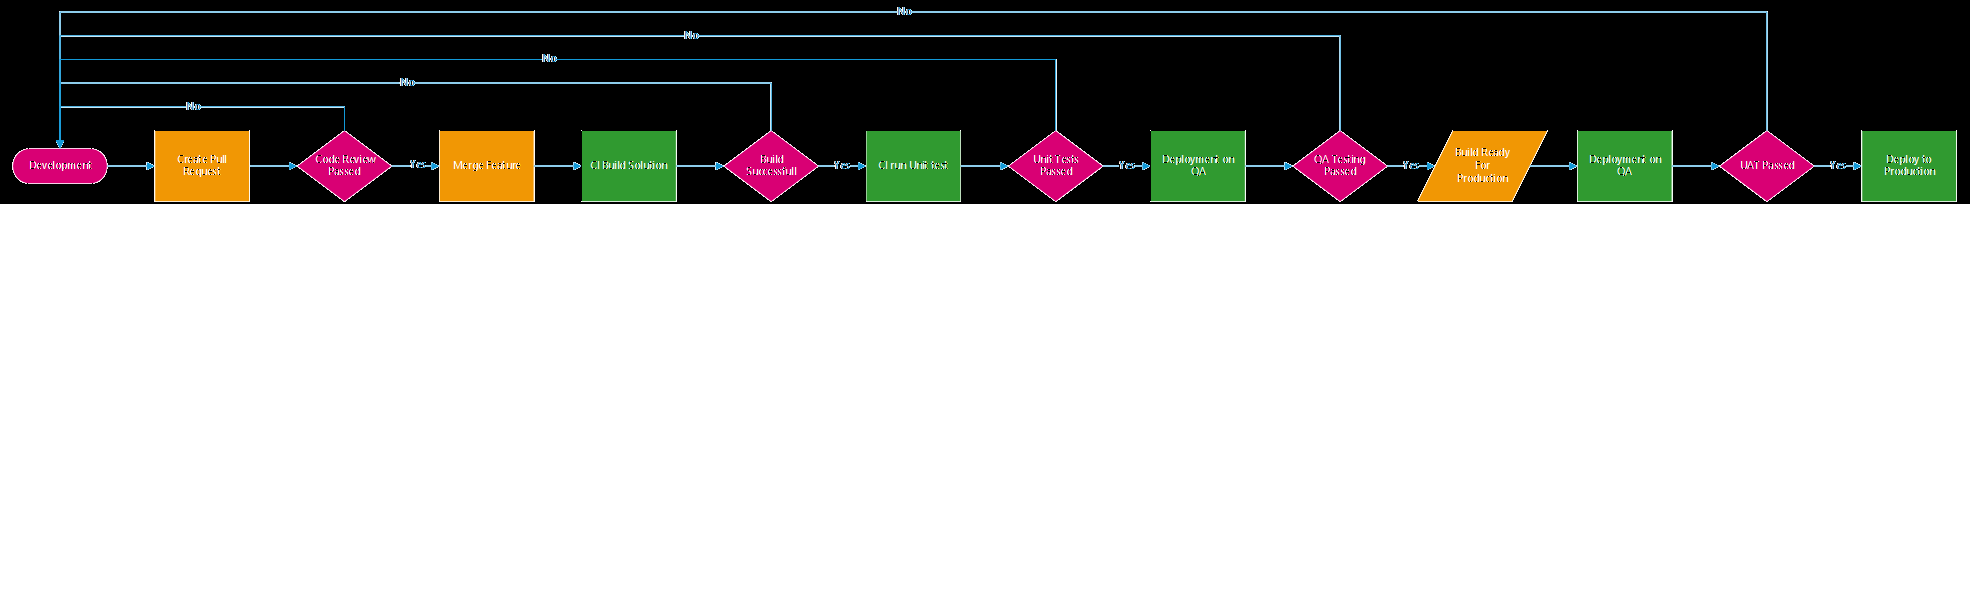 No
No
No
No
No
Development
Create Pull
Request
Code Review
Passed
Yes
Merge Feature
CI Build Solution
Build
Successfull
Yes
CI run Unit test
Unit Tests
Passed
Yes
Deployment on
QA
QA Testing
Passed
Yes
Build Ready
For
Production
Deployment on
QA
UAT Passed
Yes
Deploy to
Production